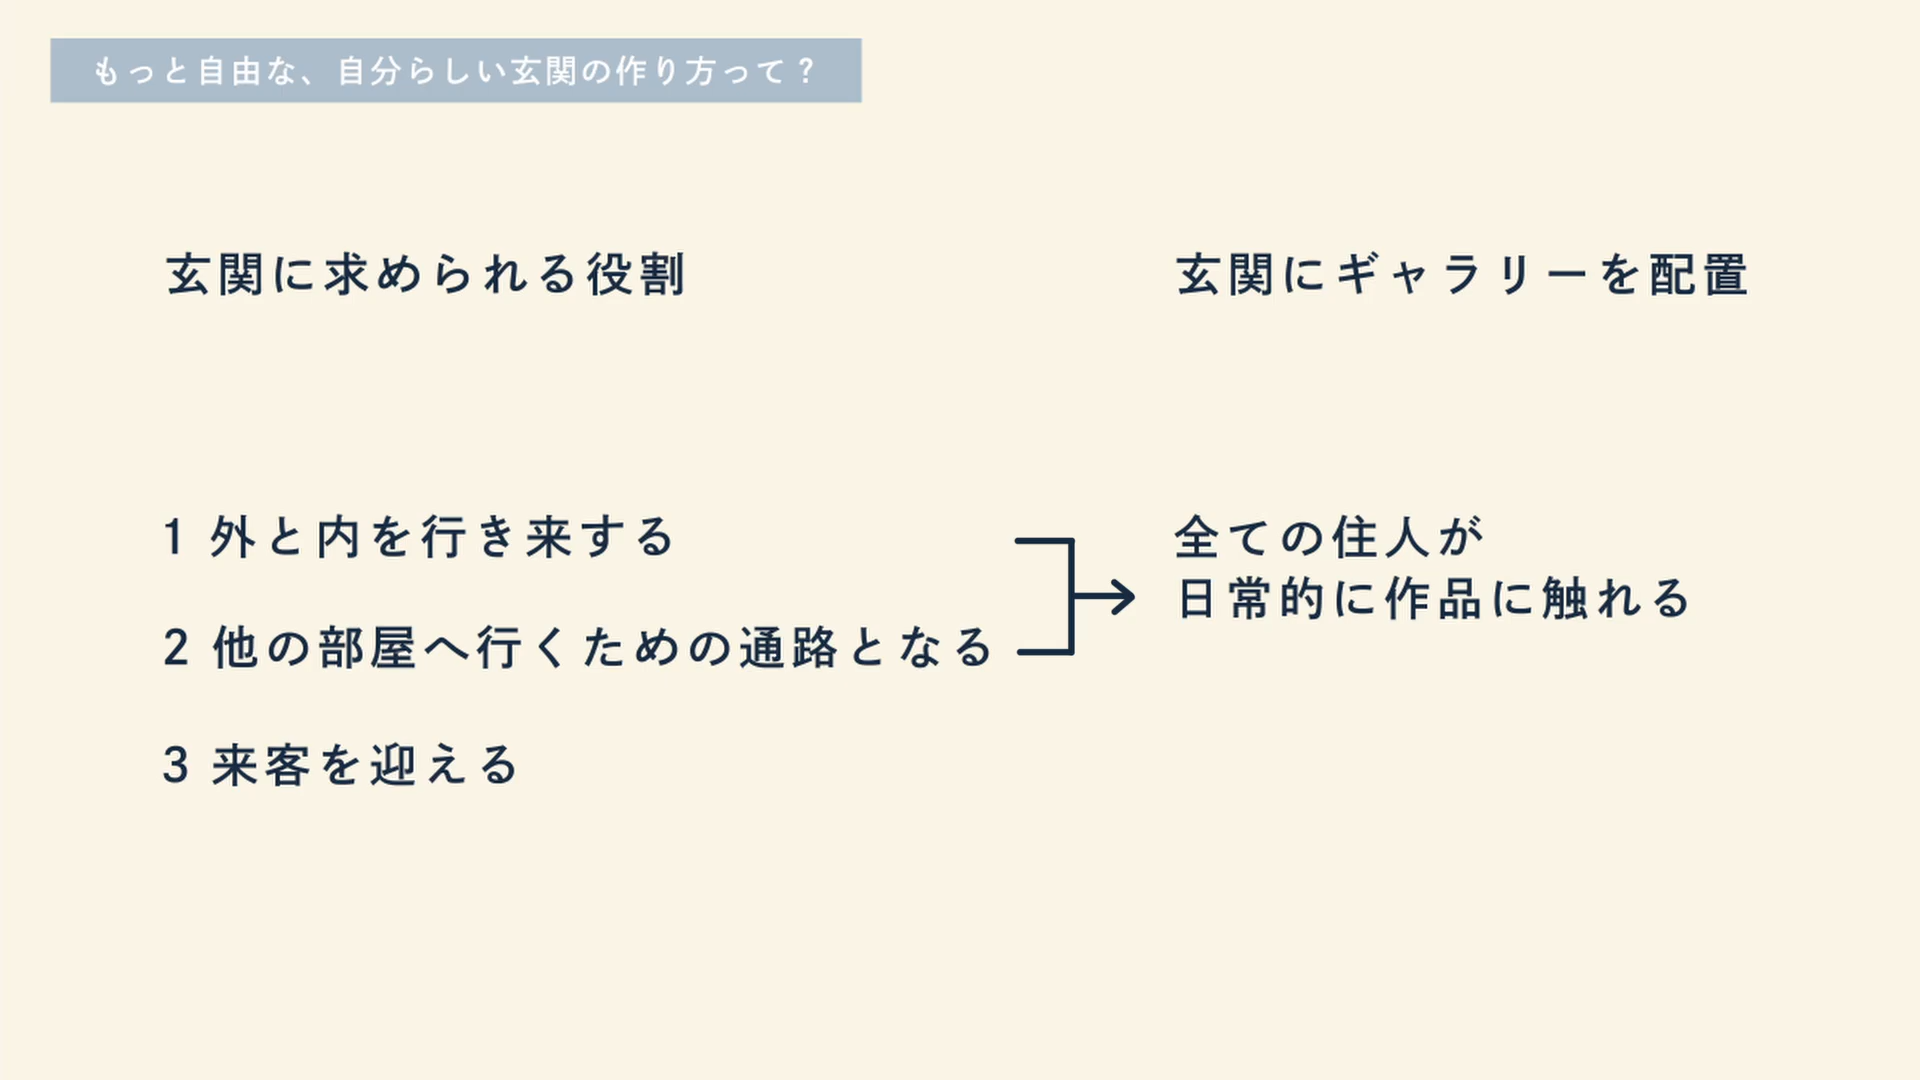 もっと自由な、自分らしい玄関の作り方って？
玄関に求められる役割
1 外と内を行き来する
2 他の部屋へ行くための通路となる
3 来客を迎える
玄関にギャラリーを配置
全ての住人が
日常的に作品に触れる